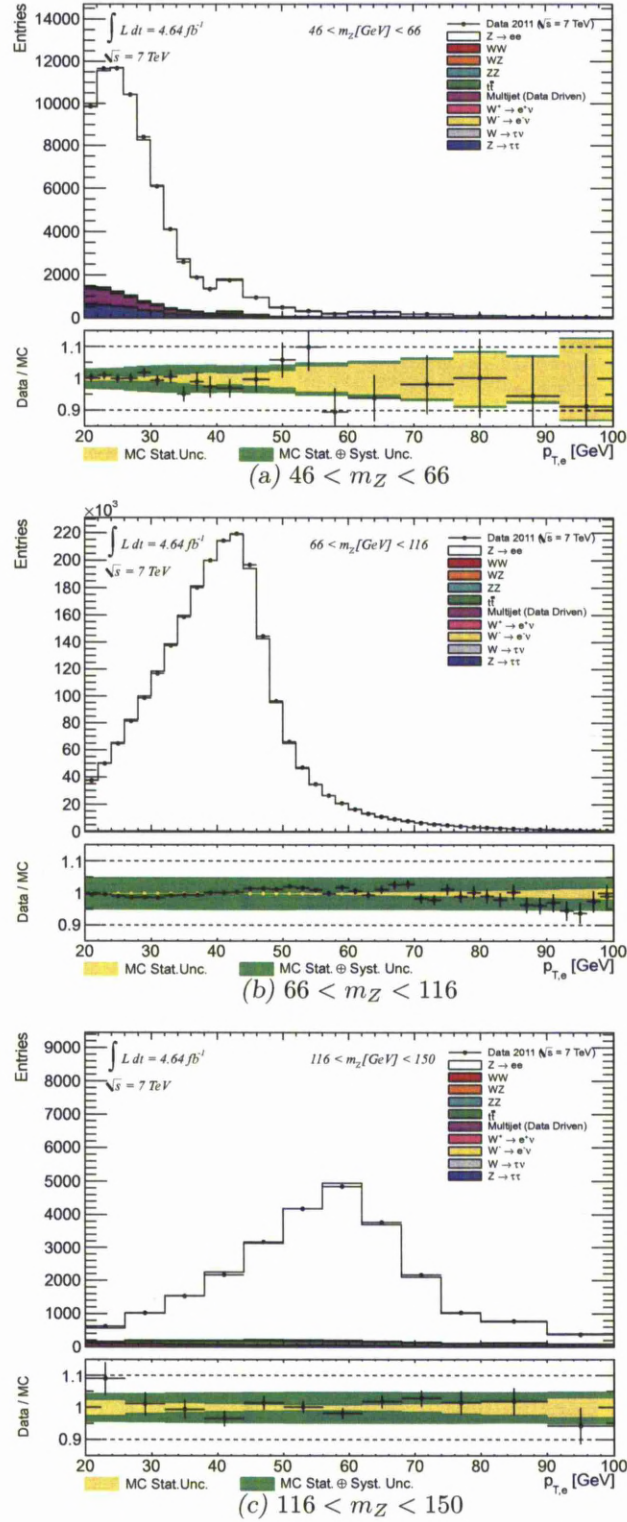 Entries
∫ L dt = 4.64 fb⁻¹
√s = 7 TeV
46 < m_Z [GeV] < 66
Data 2011 (√s = 7 TeV)
Z → ee
WW
WZ
ZZ
tt̄
Multijet (Data Driven)
W⁺ → e⁺ν
W⁻ → e⁻ν
W → τν
Z → ττ
14000
12000
10000
8000
6000
4000
2000
0
Data / MC
1.1
1
0.9
20 30 40 50 60 70 80 90 100
MC Stat.Unc. MC Stat. ⊕ Syst. Unc. p_T,e [GeV]
(a) 46 < m_Z < 66
×10³
Entries
∫ L dt = 4.64 fb⁻¹
√s = 7 TeV
66 < m_Z [GeV] < 116
Data 2011 (√s = 7 TeV)
Z → ee
WW
WZ
ZZ
tt̄
Multijet (Data Driven)
W⁺ → e⁺ν
W⁻ → e⁻ν
W → τν
Z → ττ
220
200
180
160
140
120
100
80
60
40
20
0
Data / MC
1.1
1
0.9
20 30 40 50 60 70 80 90 100
MC Stat.Unc. MC Stat. ⊕ Syst. Unc. p_T,e [GeV]
(b) 66 < m_Z < 116
Entries
∫ L dt = 4.64 fb⁻¹
√s = 7 TeV
116 < m_Z [GeV] < 150
Data 2011 (√s = 7 TeV)
Z → ee
WW
WZ
ZZ
tt̄
Multijet (Data Driven)
W⁺ → e⁺ν
W⁻ → e⁻ν
W → τν
Z → ττ
9000
8000
7000
6000
5000
4000
3000
2000
1000
0
Data / MC
1.1
1
0.9
20 30 40 50 60 70 80 90 100
MC Stat.Unc. MC Stat. ⊕ Syst. Unc. p_T,e [GeV]
(c) 116 < m_Z < 150